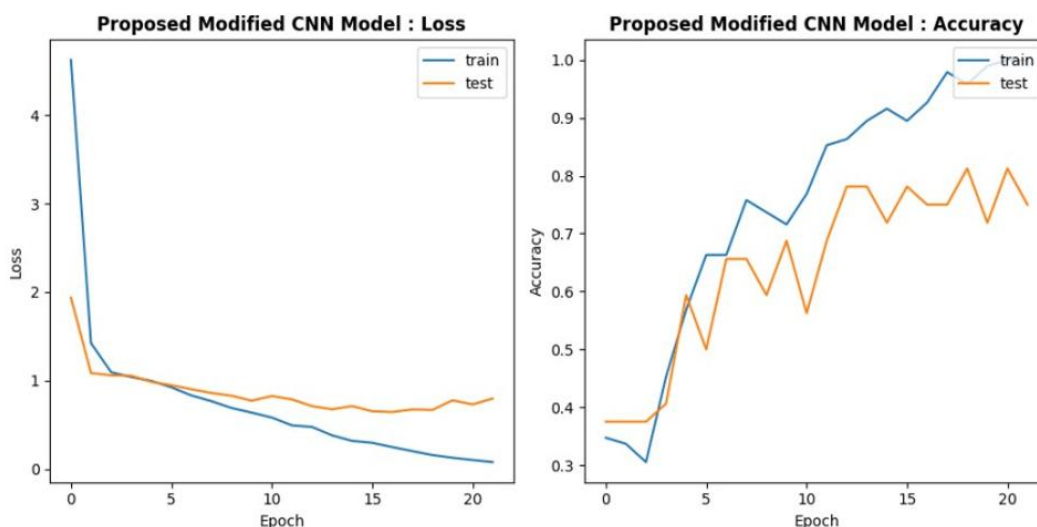 Proposed Modified CNN Model : Loss
train
test
4
3
2
1
0
Loss
0
5
10
15
20
Epoch
Proposed Modified CNN Model : Accuracy
train
test
1.0
0.9
0.8
0.7
0.6
0.5
0.4
0.3
Accuracy
0
5
10
15
20
Epoch